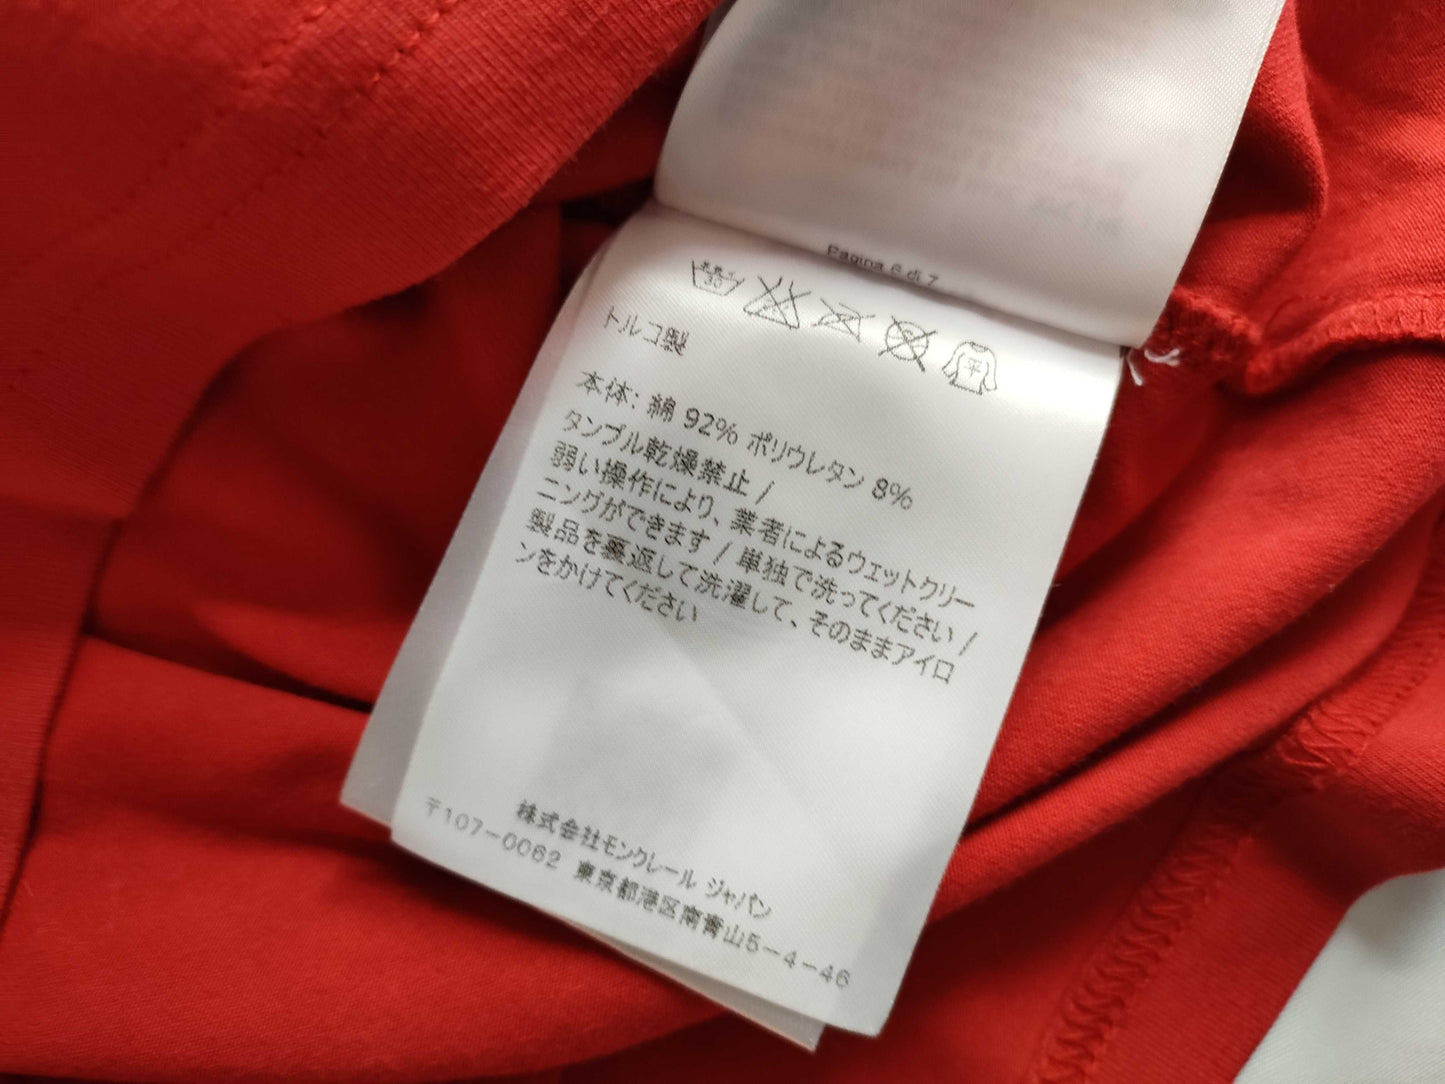 Pagina 6 di 7
30
平
トルコ製
本体: 綿 92% ポリウレタン 8%
タンブル乾燥禁止 /
弱い操作により、業者によるウェットクリー
ニングができます / 単独で洗ってください /
製品を裏返して洗濯して、そのままアイロ
ンをかけてください
株式会社モンクレール ジャパン
〒107-0062 東京都港区南青山5-4-46